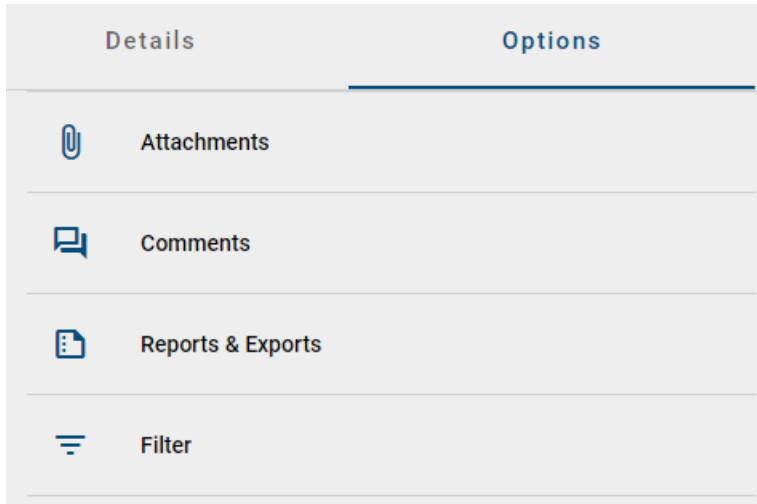 Details Options
Attachments
Comments
Reports & Exports
Filter